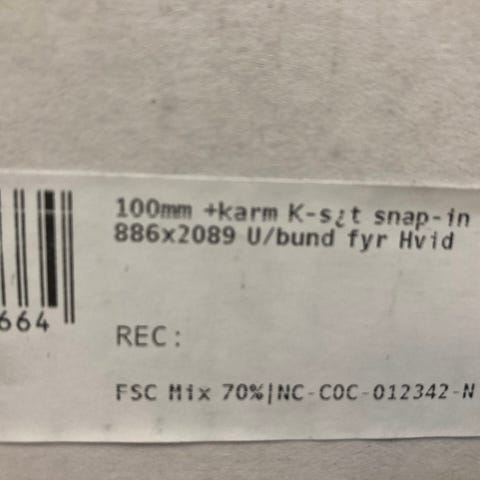 100mm +karm K-s¿t snap-in
886x2089 U/bund fyr Hvid
664
REC:
FSC Mix 70%|NC-COC-012342-N